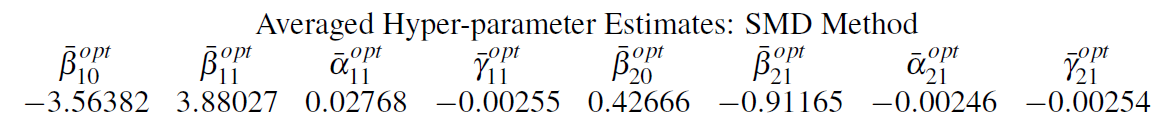 Averaged Hyper-parameter Estimates: SMD Method
β̄₁₀ᵒᵖᵗ β̄₁₁ᵒᵖᵗ ᾱ₁₁ᵒᵖᵗ γ̄₁₁ᵒᵖᵗ β̄₂₀ᵒᵖᵗ β̄₂₁ᵒᵖᵗ ᾱ₂₁ᵒᵖᵗ γ̄₂₁ᵒᵖᵗ
−3.56382 3.88027 0.02768 −0.00255 0.42666 −0.91165 −0.00246 −0.00254